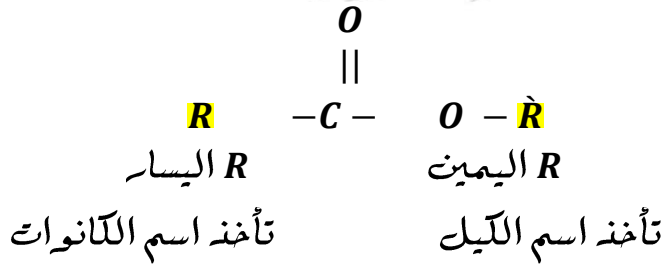 O
||
R –C– O – R̀
R اليمين R اليسار
تأخذ اسم الكيل تأخذ اسم الكانوات